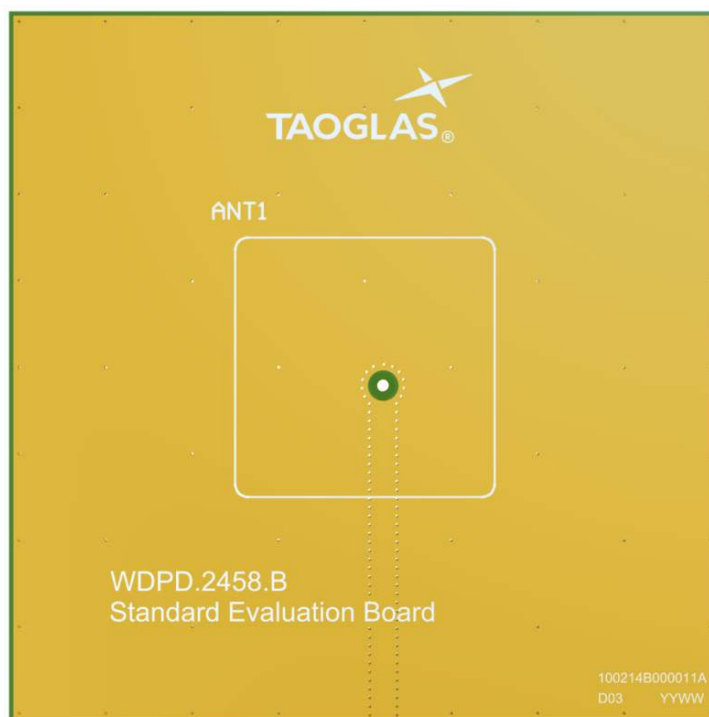 TAOGLAS®
ANT1
WDPD.2458.B
Standard Evaluation Board
100214B000011A
D03 YYWW